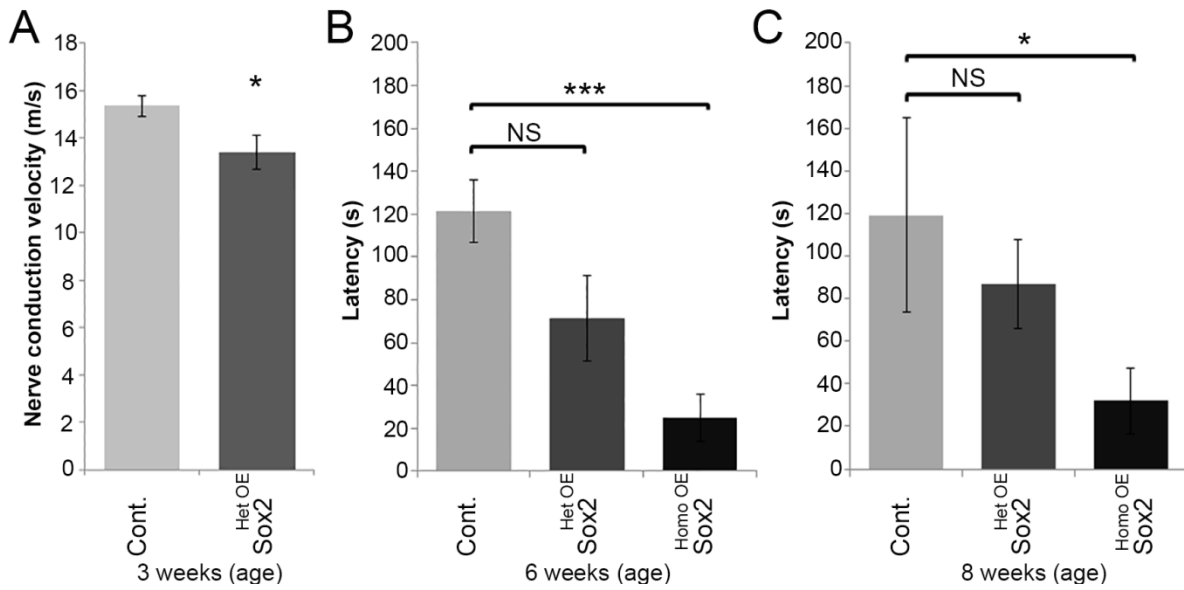 A
Nerve conduction velocity (m/s)
18
16
14
12
10
8
6
4
2
0
*
Cont.
Sox2 Het OE
3 weeks (age)
B
Latency (s)
200
180
160
140
120
100
80
60
40
20
0
***
NS
Cont.
Sox2 Het OE
Sox2 Homo OE
6 weeks (age)
C
Latency (s)
200
180
160
140
120
100
80
60
40
20
0
*
NS
Cont.
Sox2 Het OE
Sox2 Homo OE
8 weeks (age)